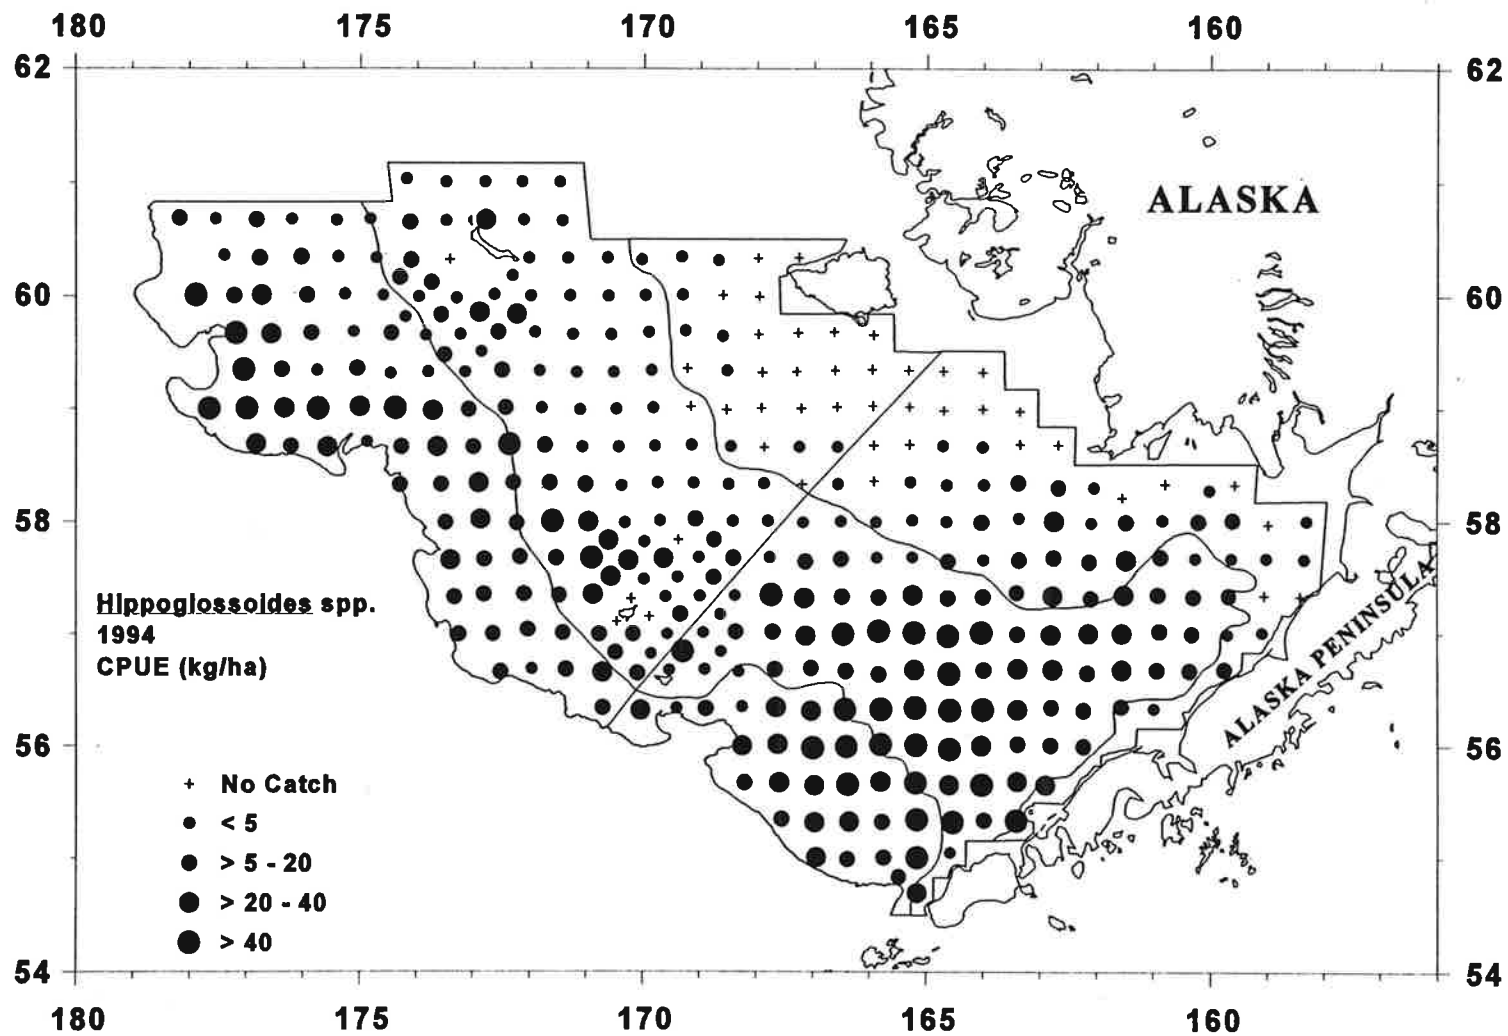 180 175 170 165 160
62 62
ALASKA
60 60
58 58
Hippoglossoides spp.
1994
CPUE (kg/ha)
ALASKA PENINSULA
56 56
+ No Catch
< 5
> 5 - 20
> 20 - 40
> 40
54 54
180 175 170 165 160